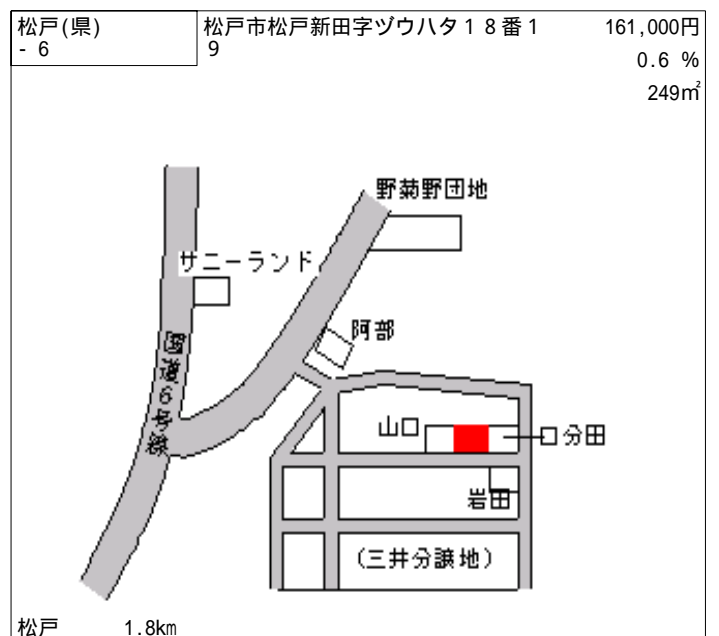 松戸(県)
- 6
松戸市松戸新田字ヅウハタ18番1
9
161,000円
0.6 %
249㎡
野菊野団地
サニーランド
阿部
国道6号線
山口
口分田
岩田
(三井分譲地)
松戸 1.8km